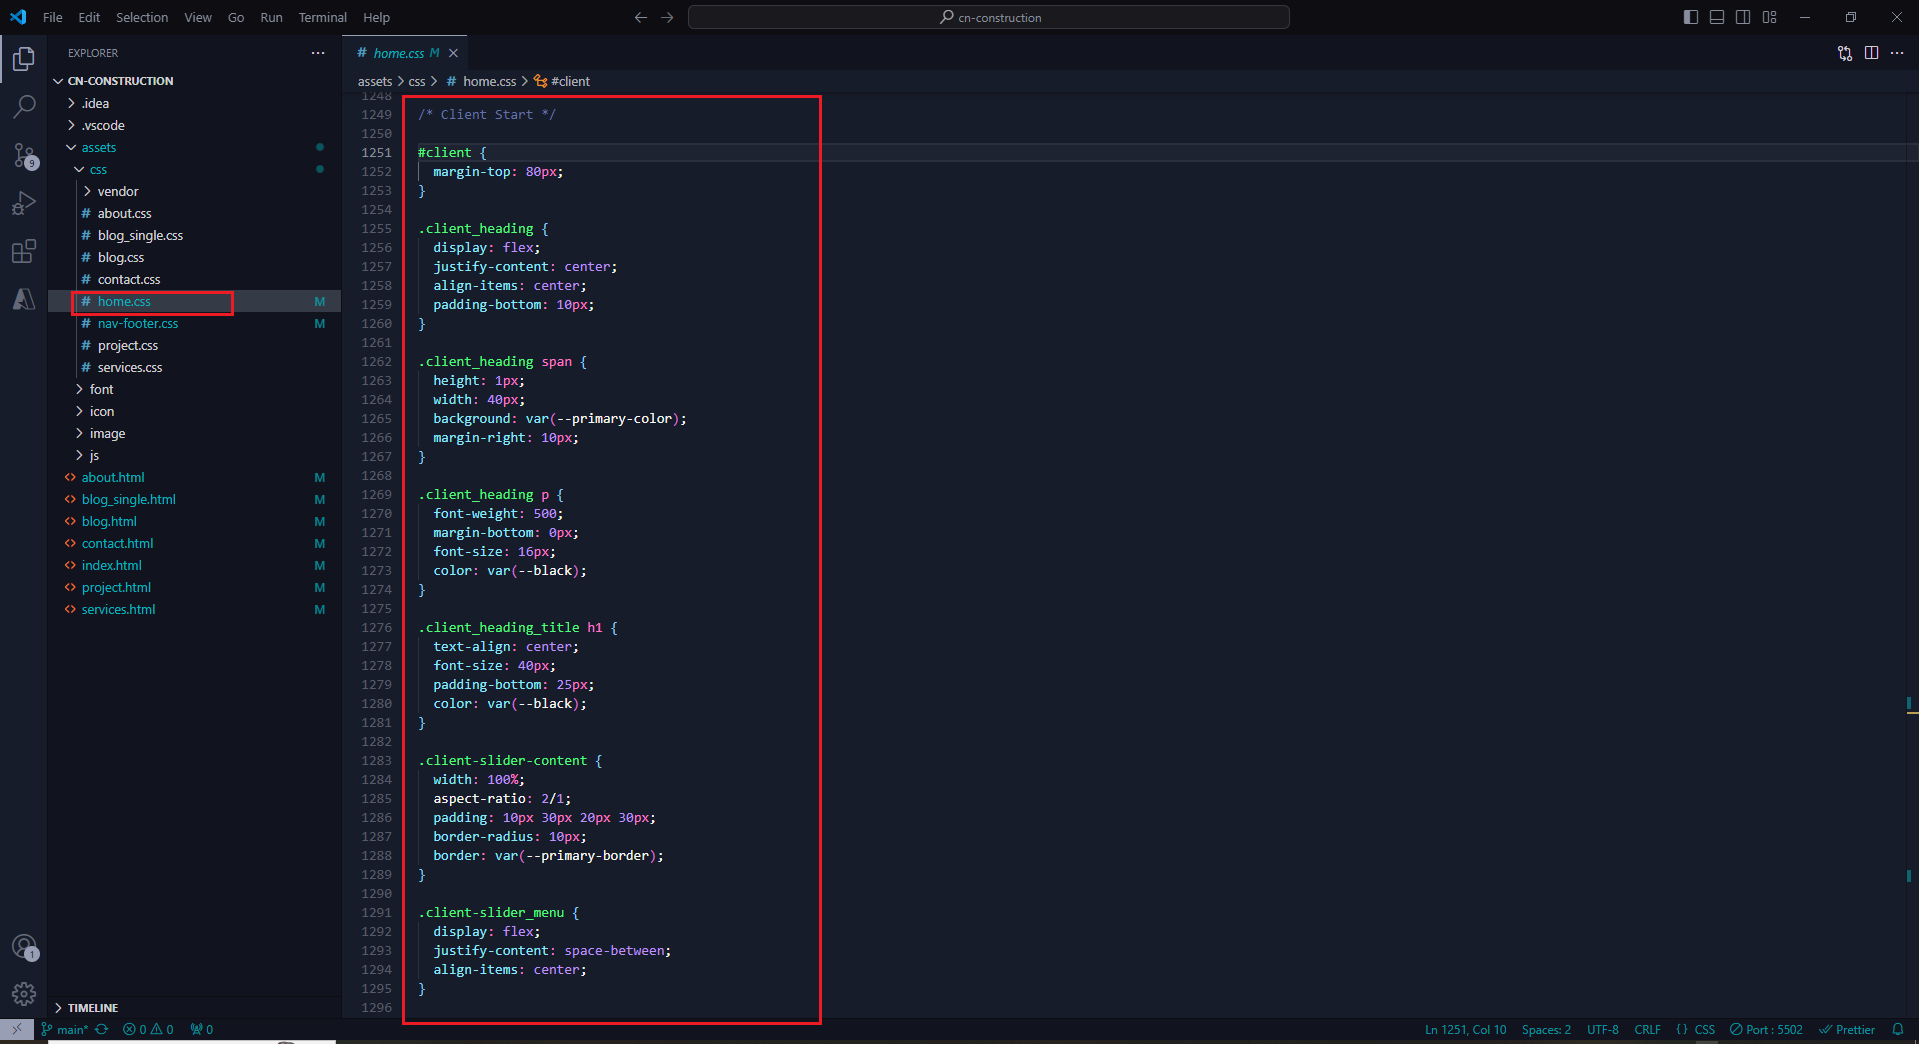 File Edit Selection View Go Run Terminal Help
cn-construction
EXPLORER
CN-CONSTRUCTION
.idea
.vscode
assets
css
vendor
about.css
blog_single.css
blog.css
contact.css
home.css M
nav-footer.css M
project.css
services.css
font
icon
image
js
about.html M
blog_single.html M
blog.html M
contact.html M
index.html M
project.html M
services.html M
TIMELINE
9
1
# home.css M
assets > css > # home.css > #client
1248
1249 /* Client Start */
1250
1251 #client {
1252 margin-top: 80px;
1253 }
1254
1255 .client_heading {
1256 display: flex;
1257 justify-content: center;
1258 align-items: center;
1259 padding-bottom: 10px;
1260 }
1261
1262 .client_heading span {
1263 height: 1px;
1264 width: 40px;
1265 background: var(--primary-color);
1266 margin-right: 10px;
1267 }
1268
1269 .client_heading p {
1270 font-weight: 500;
1271 margin-bottom: 0px;
1272 font-size: 16px;
1273 color: var(--black);
1274 }
1275
1276 .client_heading_title h1 {
1277 text-align: center;
1278 font-size: 40px;
1279 padding-bottom: 25px;
1280 color: var(--black);
1281 }
1282
1283 .client-slider-content {
1284 width: 100%;
1285 aspect-ratio: 2/1;
1286 padding: 10px 30px 20px 30px;
1287 border-radius: 10px;
1288 border: var(--primary-border);
1289 }
1290
1291 .client-slider_menu {
1292 display: flex;
1293 justify-content: space-between;
1294 align-items: center;
1295 }
1296
main* 0 0 0
Ln 1251, Col 10 Spaces: 2 UTF-8 CRLF {} CSS Port : 5502 Prettier